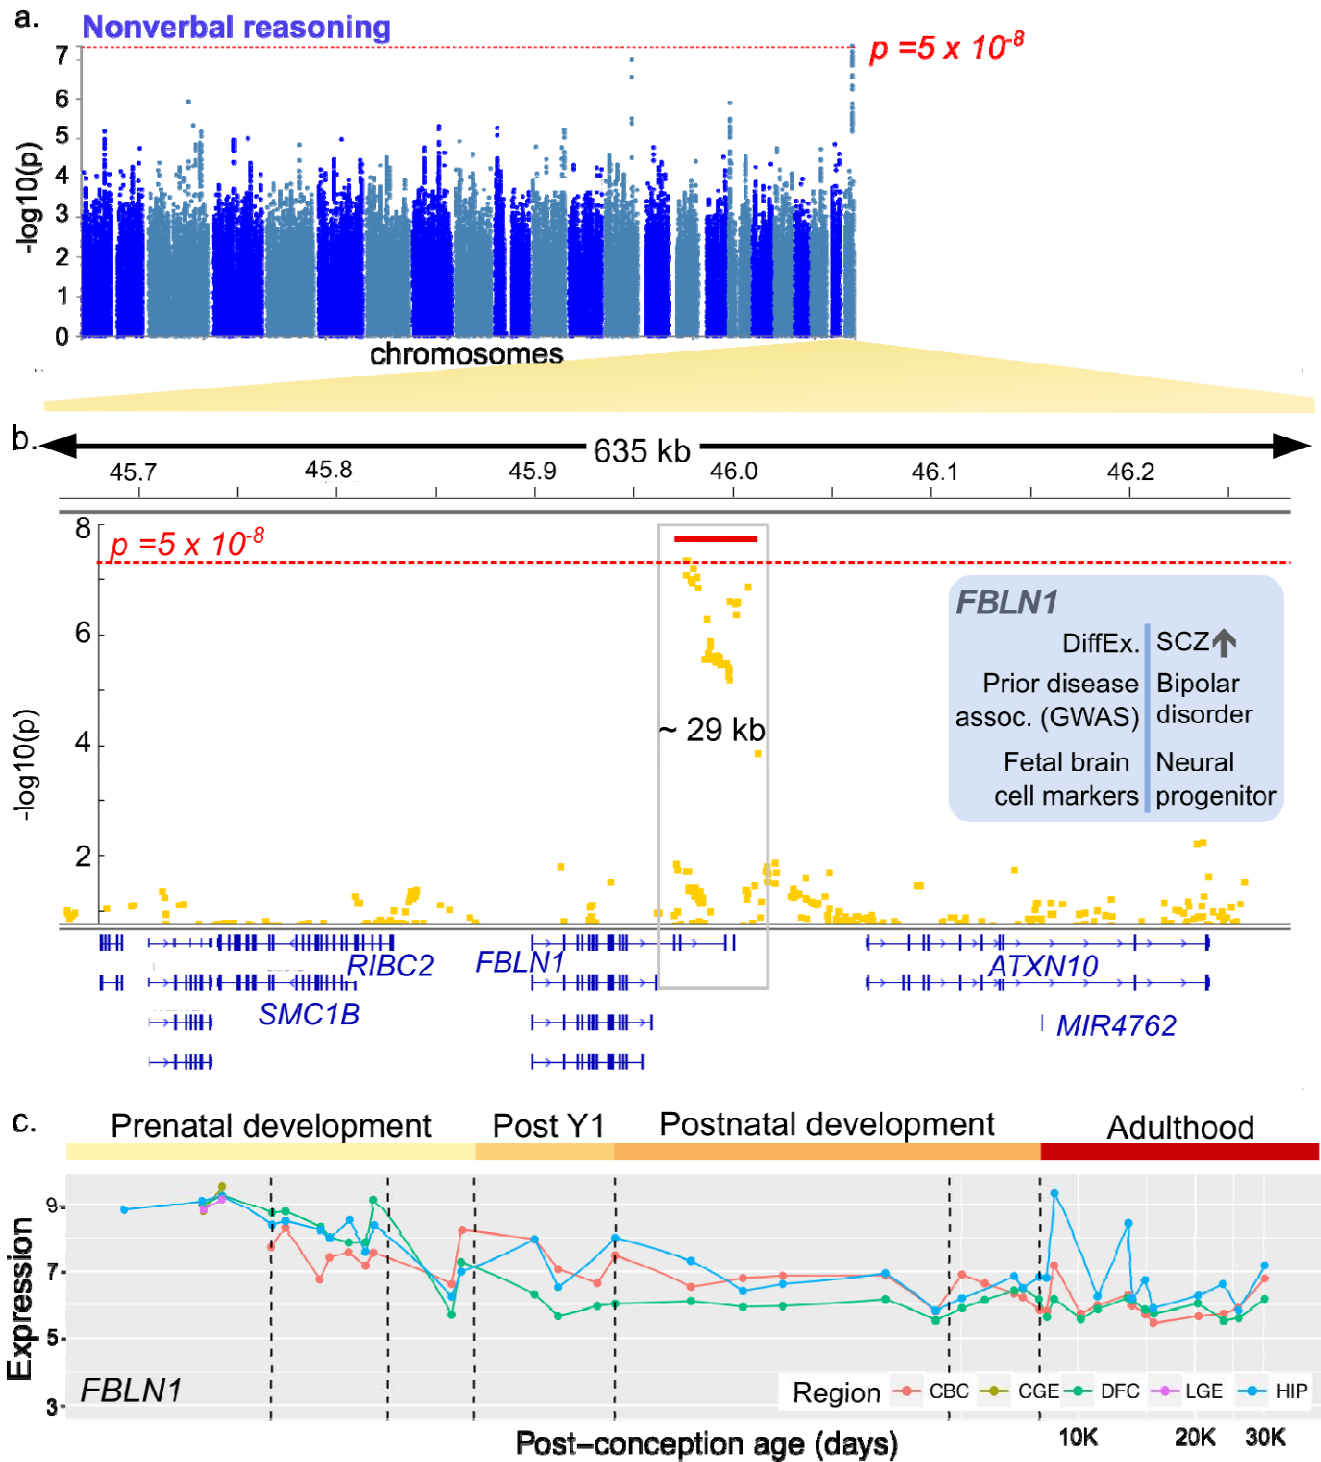 a.
Nonverbal reasoning
p =5 x 10-8
7
6
5
4
3
2
1
0
-log10(p)
chromosomes
b.
635 kb
45.7 45.8 45.9 46.0 46.1 46.2
8
6
4
2
-log10(p)
p =5 x 10-8
~ 29 kb
FBLN1
DiffEx. SCZ
Prior disease Bipolar
assoc. (GWAS) disorder
Fetal brain Neural
cell markers progenitor
RIBC2 FBLN1 ATXN10
SMC1B MIR4762
c.
Prenatal development Post Y1 Postnatal development Adulthood
9
7
5
3
Expression
FBLN1
Region CBC CGE DFC LGE HIP
10K 20K 30K
Post-conception age (days)